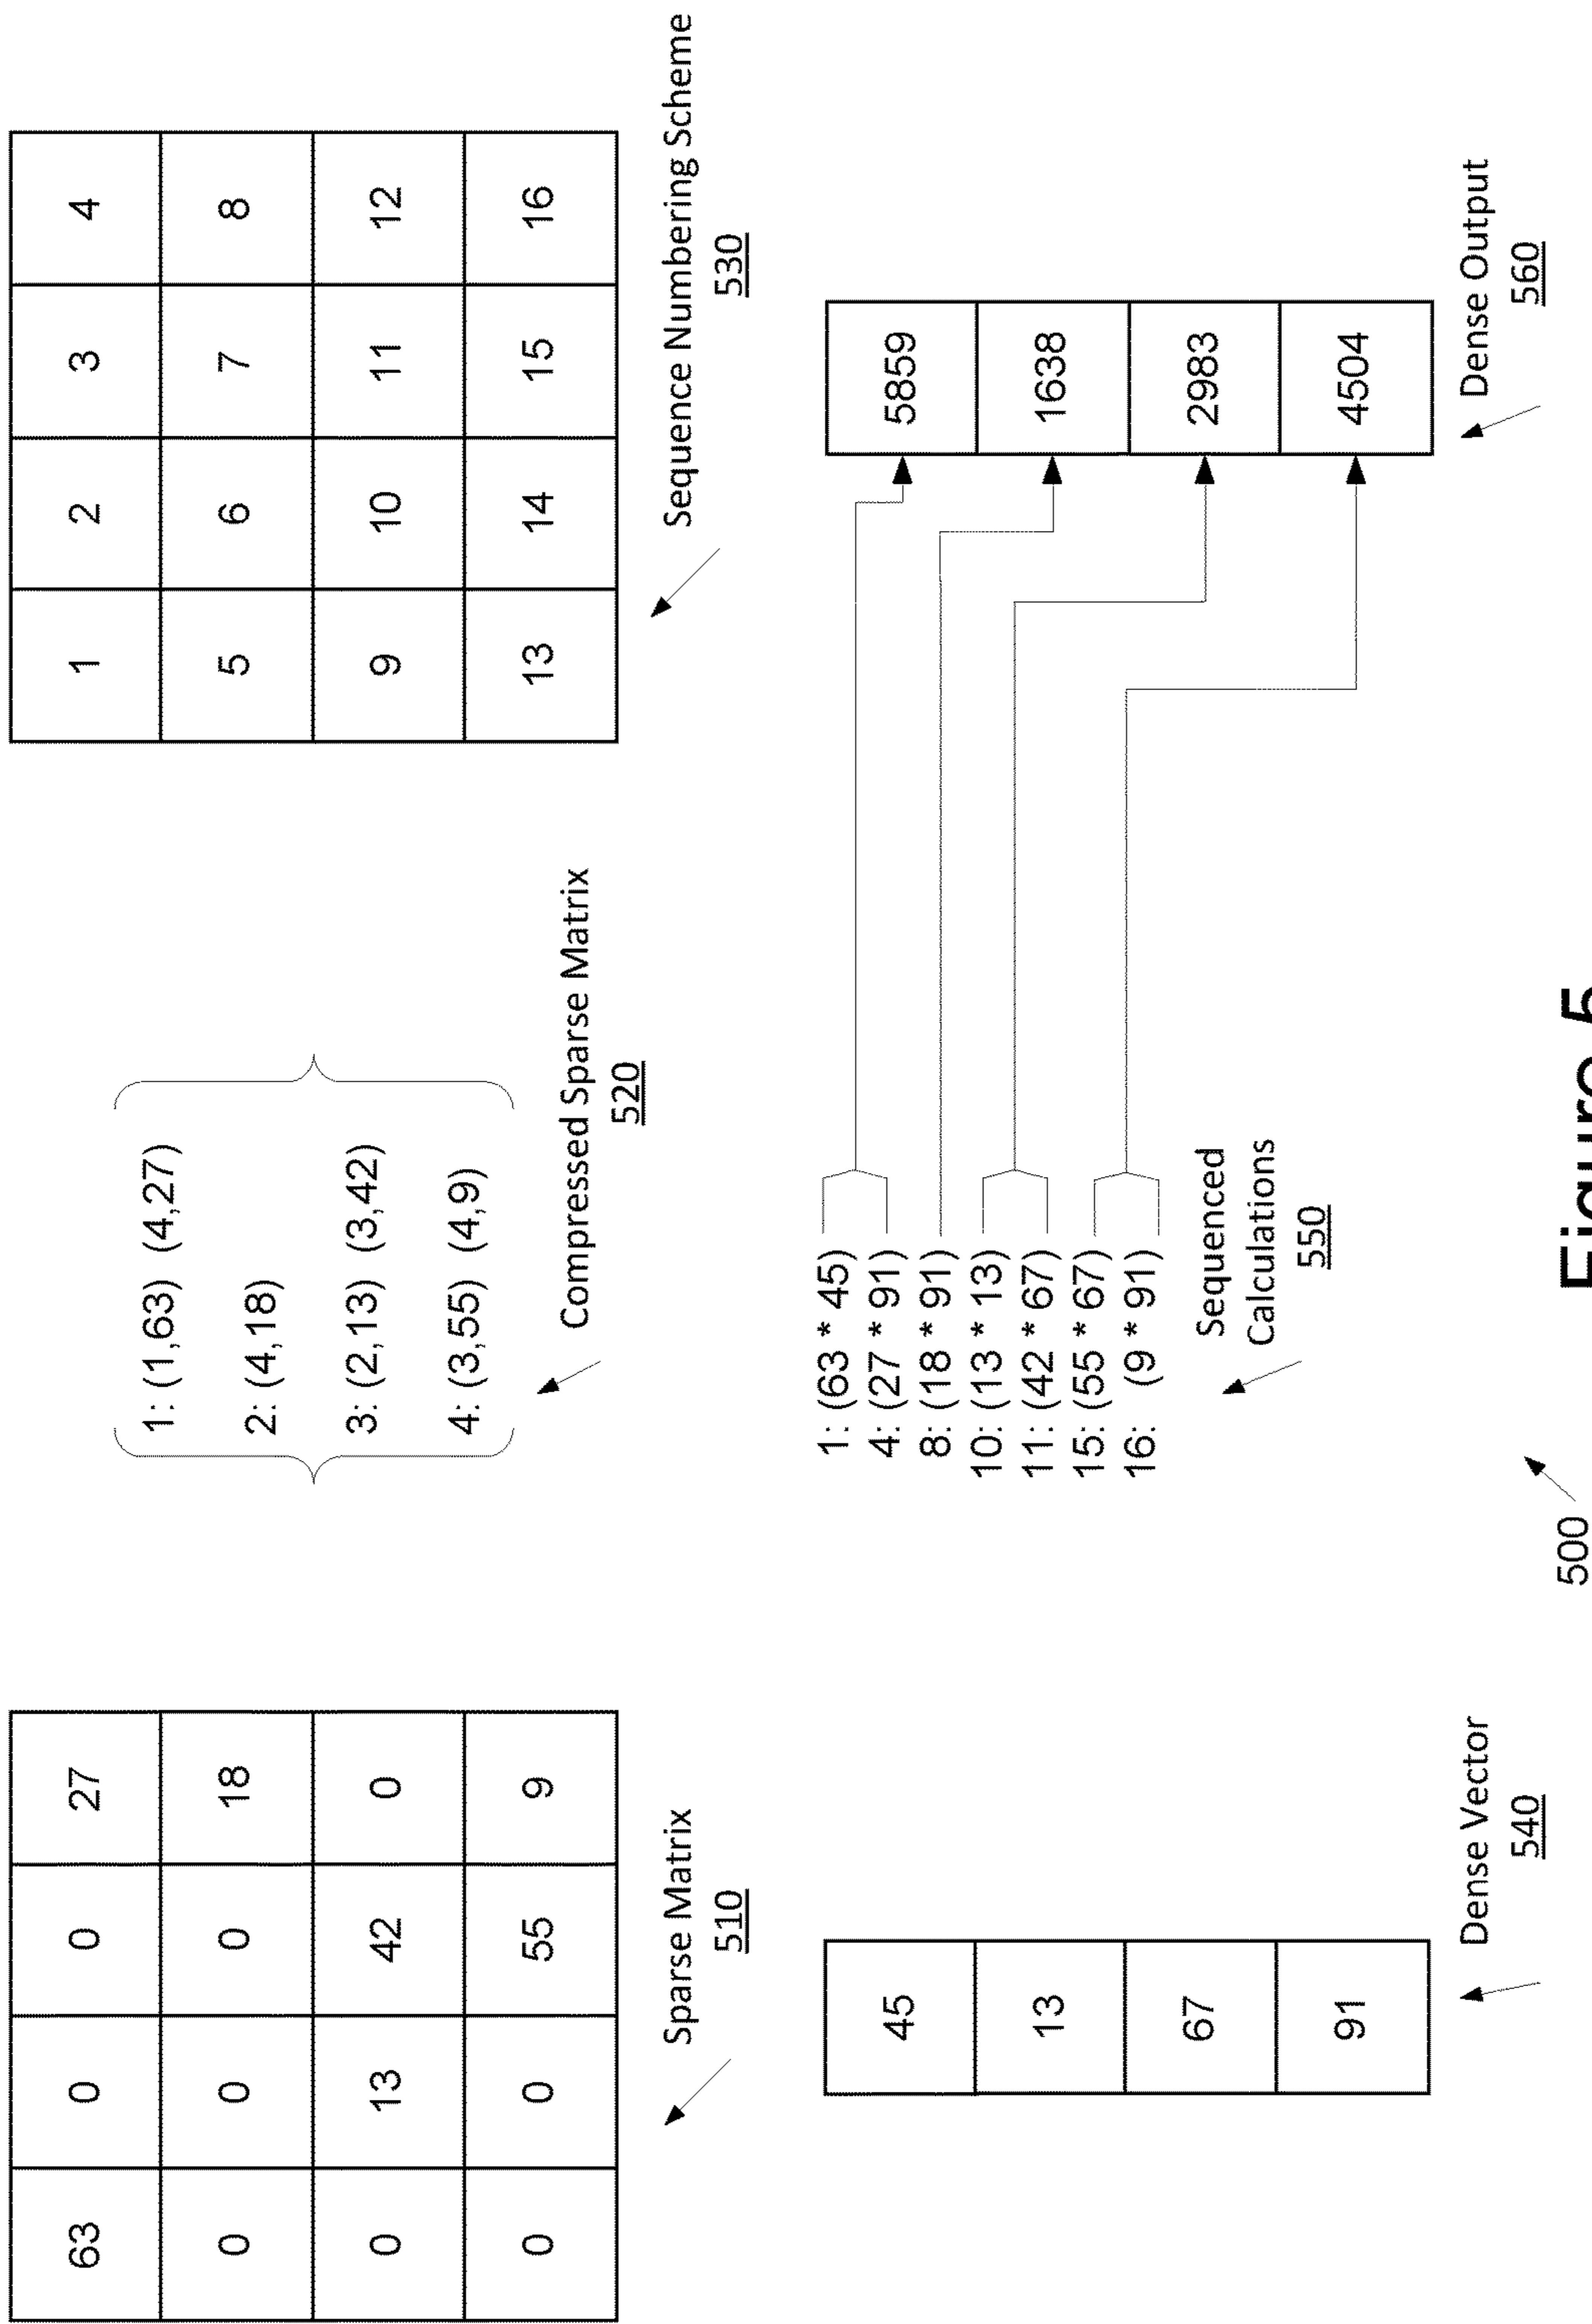 63 0 0 27
0 0 0 18
0 13 42 0
0 0 55 9
Sparse Matrix
510
1: (1,63) (4,27)
2: (4,18)
3: (2,13) (3,42)
4: (3,55) (4,9)
Compressed Sparse Matrix
520
1 2 3 4
5 6 7 8
9 10 11 12
13 14 15 16
Sequence Numbering Scheme
530
45
13
67
91
Dense Vector
540
1: (63 * 45)
4: (27 * 91)
8: (18 * 91)
10: (13 * 13)
11: (42 * 67)
15: (55 * 67)
16: (9 * 91)
Sequenced
Calculations
550
5859
1638
2983
4504
Dense Output
560
500
Figure 5